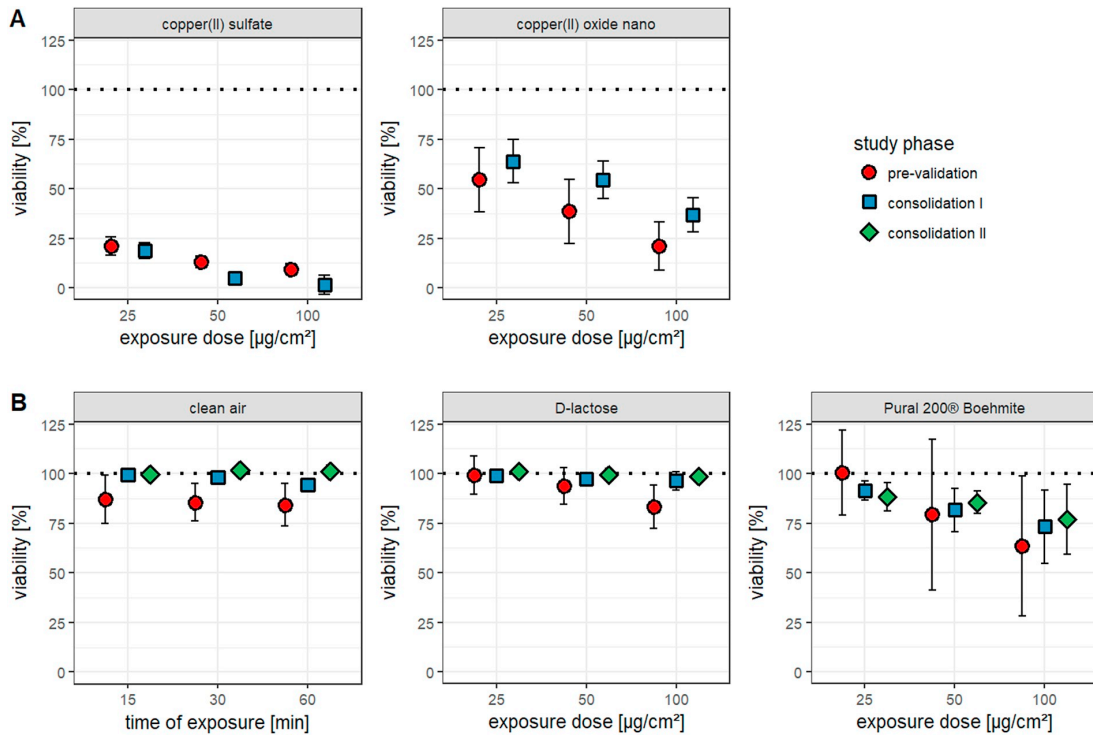 A
copper(II) sulfate
copper(II) oxide nano
viability [%]
125
100
75
50
25
0
25
50
100
exposure dose [µg/cm²]
viability [%]
125
100
75
50
25
0
25
50
100
exposure dose [µg/cm²]
study phase
pre-validation
consolidation I
consolidation II
B
clean air
D-lactose
Pural 200® Boehmite
viability [%]
125
100
75
50
25
0
15
30
60
time of exposure [min]
viability [%]
125
100
75
50
25
0
25
50
100
exposure dose [µg/cm²]
viability [%]
125
100
75
50
25
0
25
50
100
exposure dose [µg/cm²]